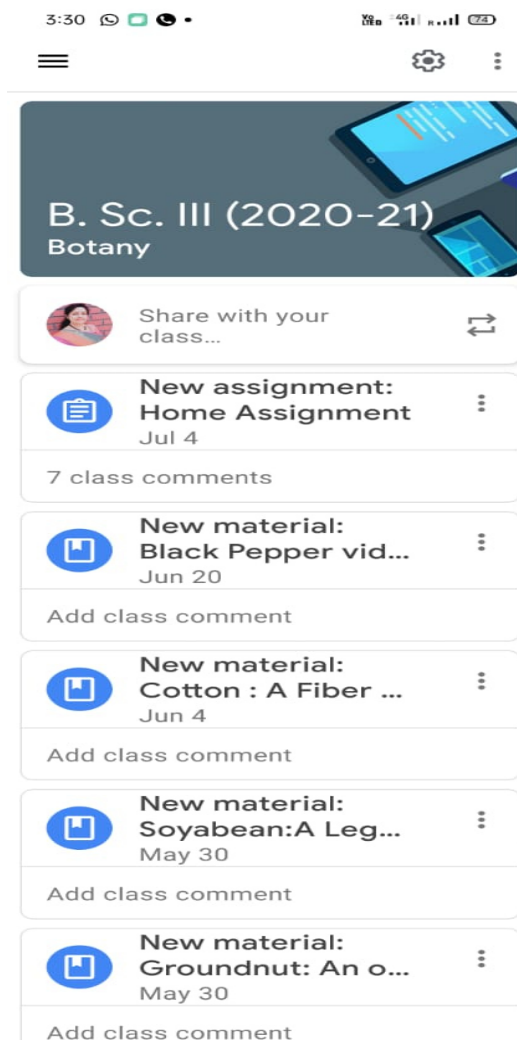 3:30
Vo LTED 4G R 74
B. Sc. III (2020-21)
Botany
Share with your
class...
New assignment:
Home Assignment
Jul 4
7 class comments
New material:
Black Pepper vid...
Jun 20
Add class comment
New material:
Cotton : A Fiber ...
Jun 4
Add class comment
New material:
Soyabean:A Leg...
May 30
Add class comment
New material:
Groundnut: An o...
May 30
Add class comment